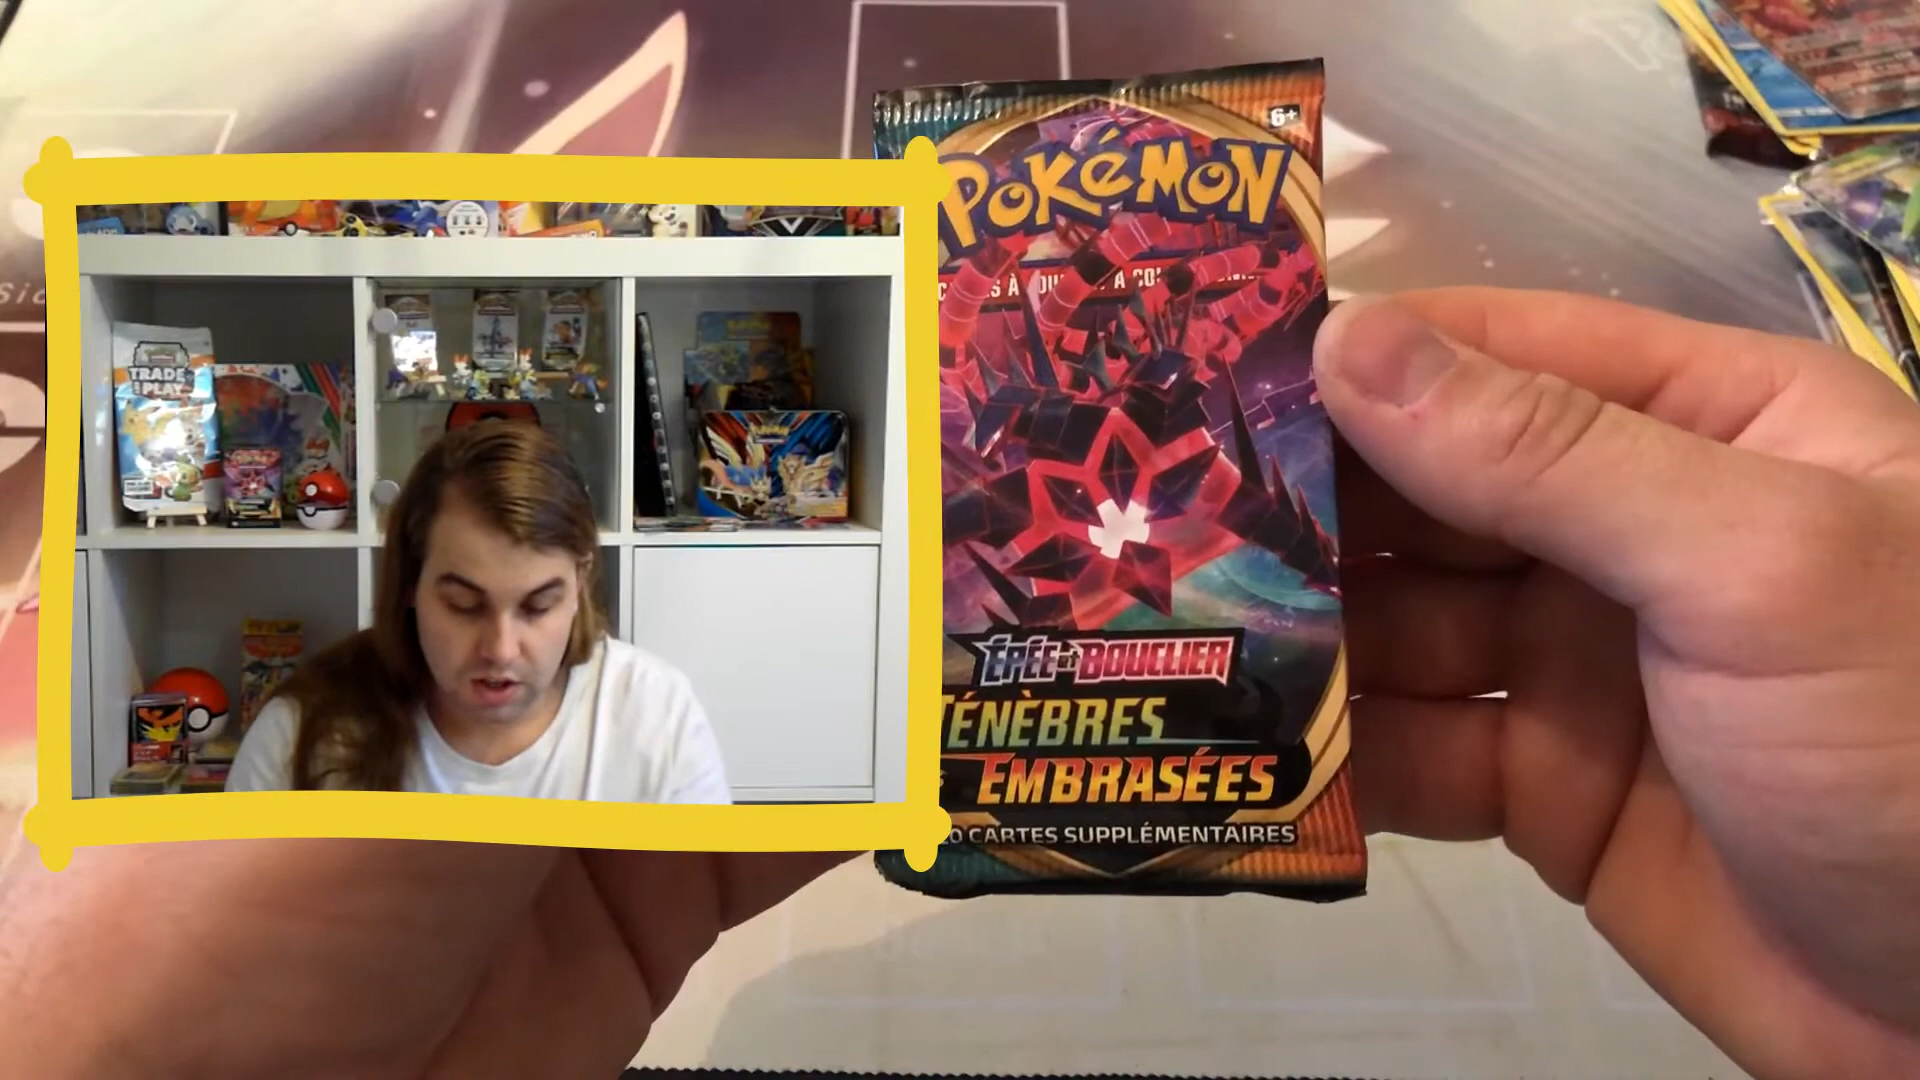 6+
POKÉMON
ÉPÉE et BOUCLIER
TÉNÈBRES
EMBRASÉES
CARTES SUPPLÉMENTAIRES
TRADE
PLAY